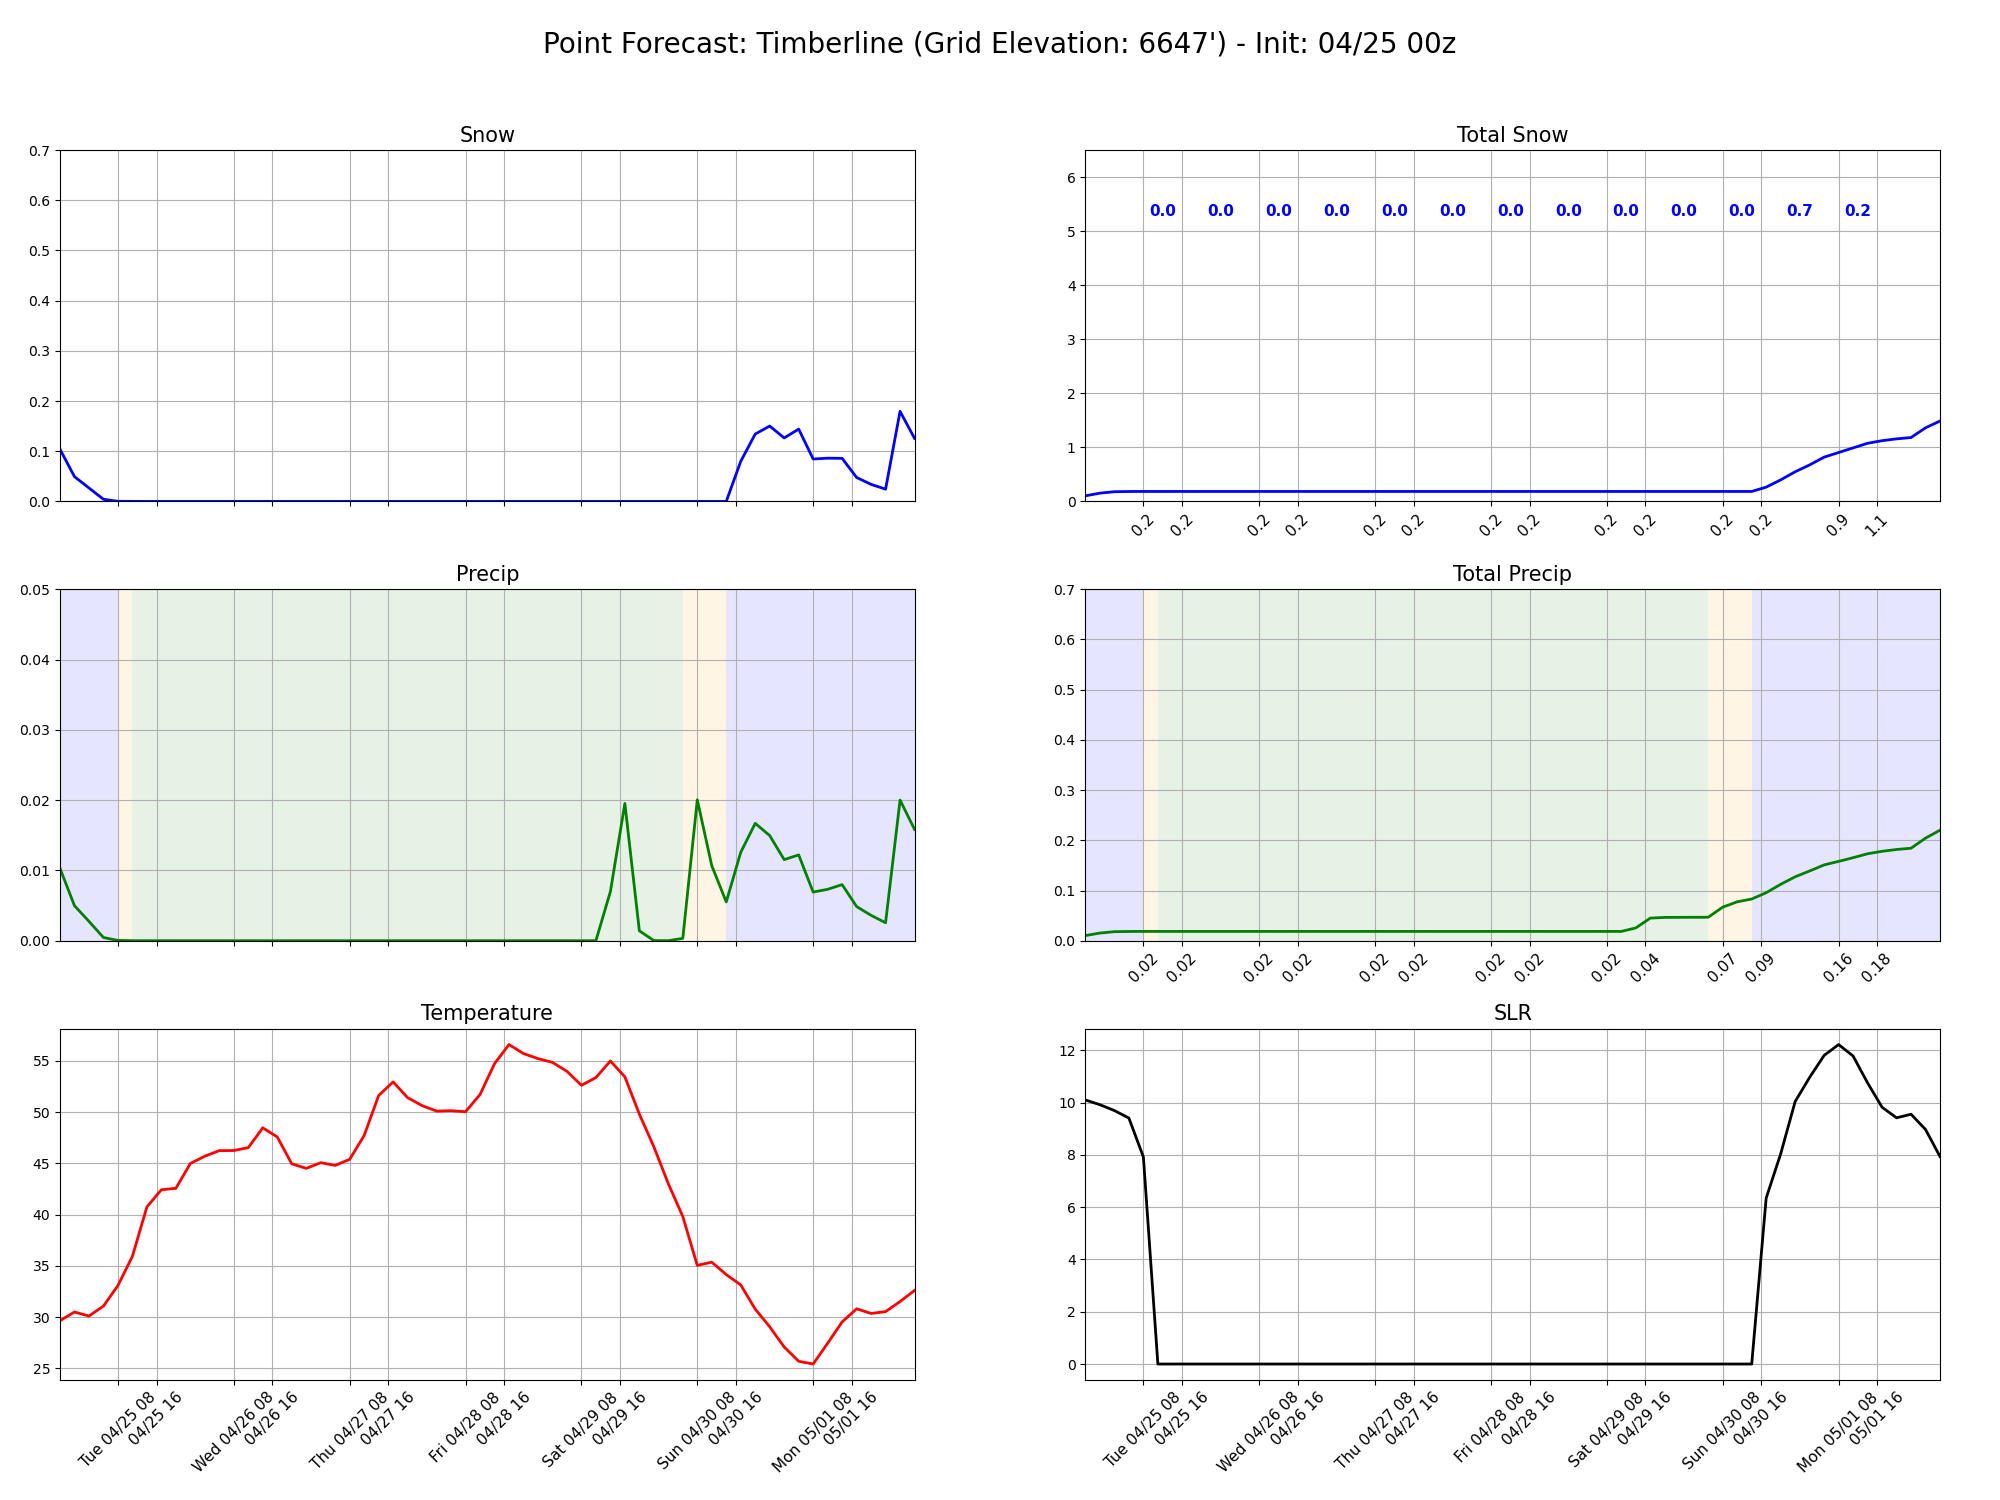 Point Forecast: Timberline (Grid Elevation: 6647') - Init: 04/25 00z
Snow
0.7
0.6
0.5
0.4
0.3
0.2
0.1
0.0
Total Snow
6
5
4
3
2
1
0
0.0 0.0 0.0 0.0 0.0 0.0 0.0 0.0 0.0 0.0 0.0 0.7 0.2
0.2 0.2 0.2 0.2 0.2 0.2 0.2 0.2 0.2 0.2 0.2 0.2 0.9 1.1
Precip
0.05
0.04
0.03
0.02
0.01
0.00
Total Precip
0.7
0.6
0.5
0.4
0.3
0.2
0.1
0.0
0.02 0.02 0.02 0.02 0.02 0.02 0.02 0.02 0.02 0.04 0.07 0.09 0.16 0.18
Temperature
55
50
45
40
35
30
25
Tue 04/25 08
04/25 16
Wed 04/26 08
04/26 16
Thu 04/27 08
04/27 16
Fri 04/28 08
04/28 16
Sat 04/29 08
04/29 16
Sun 04/30 08
04/30 16
Mon 05/01 08
05/01 16
SLR
12
10
8
6
4
2
0
Tue 04/25 08
04/25 16
Wed 04/26 08
04/26 16
Thu 04/27 08
04/27 16
Fri 04/28 08
04/28 16
Sat 04/29 08
04/29 16
Sun 04/30 08
04/30 16
Mon 05/01 08
05/01 16